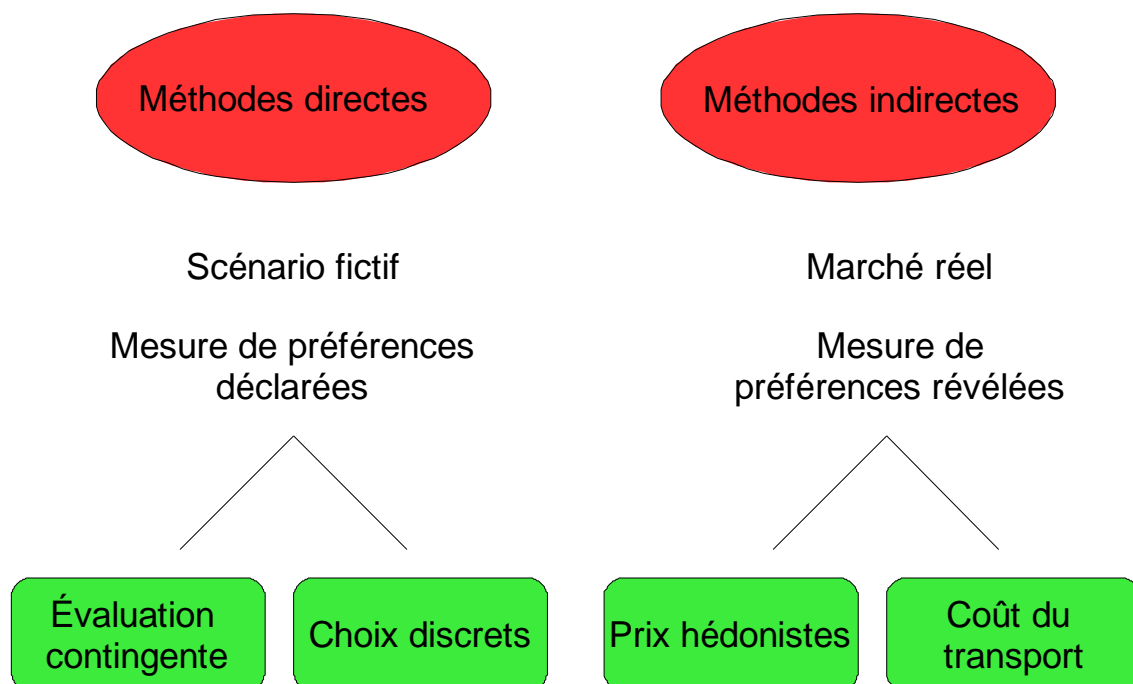 Méthodes directes
Méthodes indirectes
Scénario fictif
Marché réel
Mesure de préférences
déclarées
Mesure de
préférences révélées
Évaluation
contingente
Choix discrets
Prix hédonistes
Coût du
transport